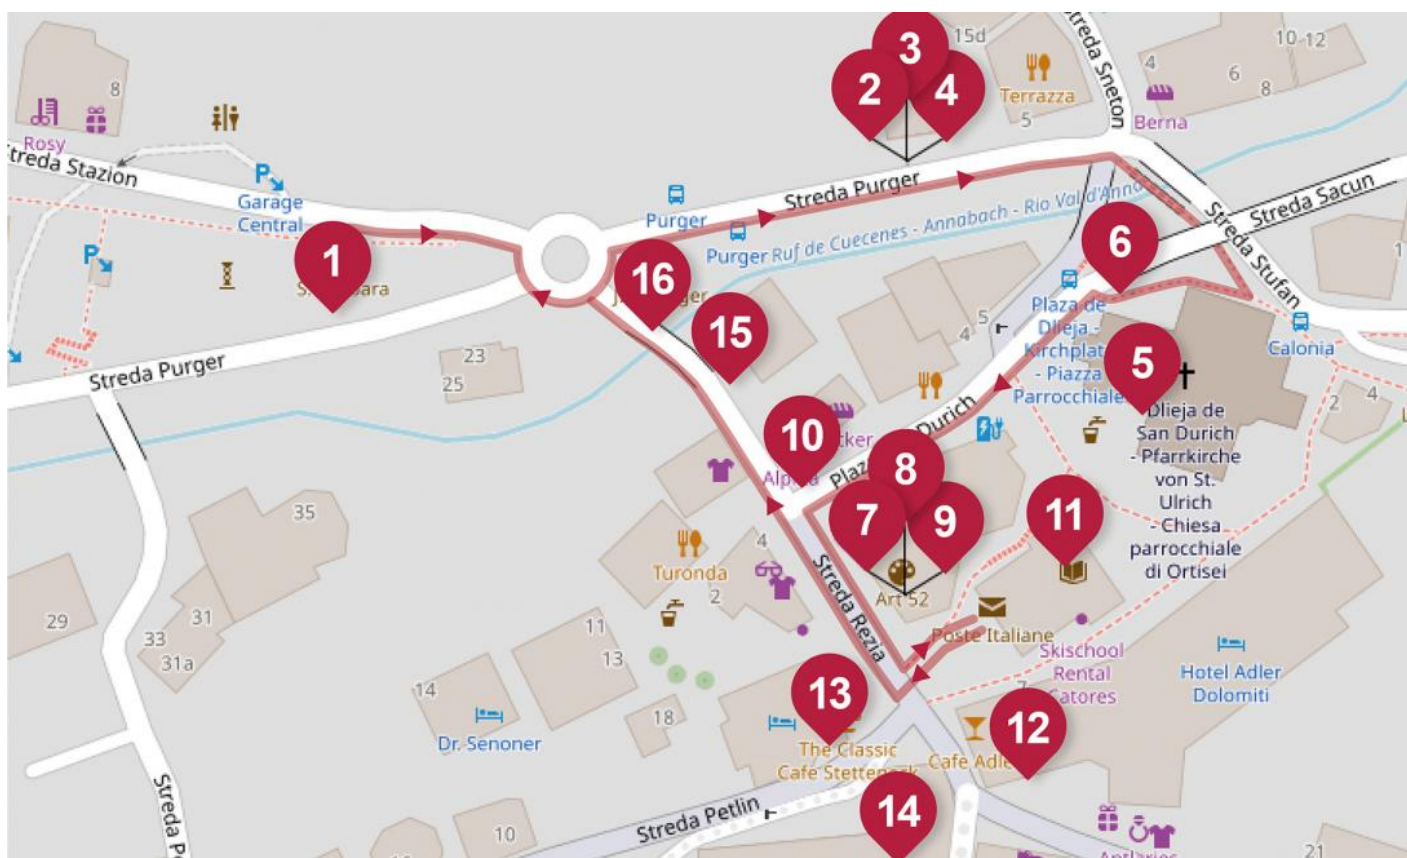 3
15d
2
4
Terrazza
5
Streda Sneton
4
10
12
6
8
Berna
8
Rosy
Streda Stazion
Garage
Central
1
Purger
Purger
Streda Purger
Ruf de Cuecenes - Annabach - Rio Val d'Anna
Streda Sacun
Streda Stufan
6
16
15
5
4
Plaza de
Dlieja -
Kirchplatz
- Piazza
Parrocchiale
5
Calonia
1
Streda Purger
23
25
2
4
Dlieja de
San Durich
- Pfarrkirche
von St.
Ulrich
- Chiesa
parrocchiale
di Ortisei
10
Durich
8
7
9
11
Art 52
35
Turonda
4
2
Streda Rezia
Poste Italiane
29
31
33
31a
11
13
Skischool
Rental
Catores
Hotel Adler
Dolomiti
7
14
Dr. Senoner
18
13
The Classic
12
Streda Petlin
14
10
21